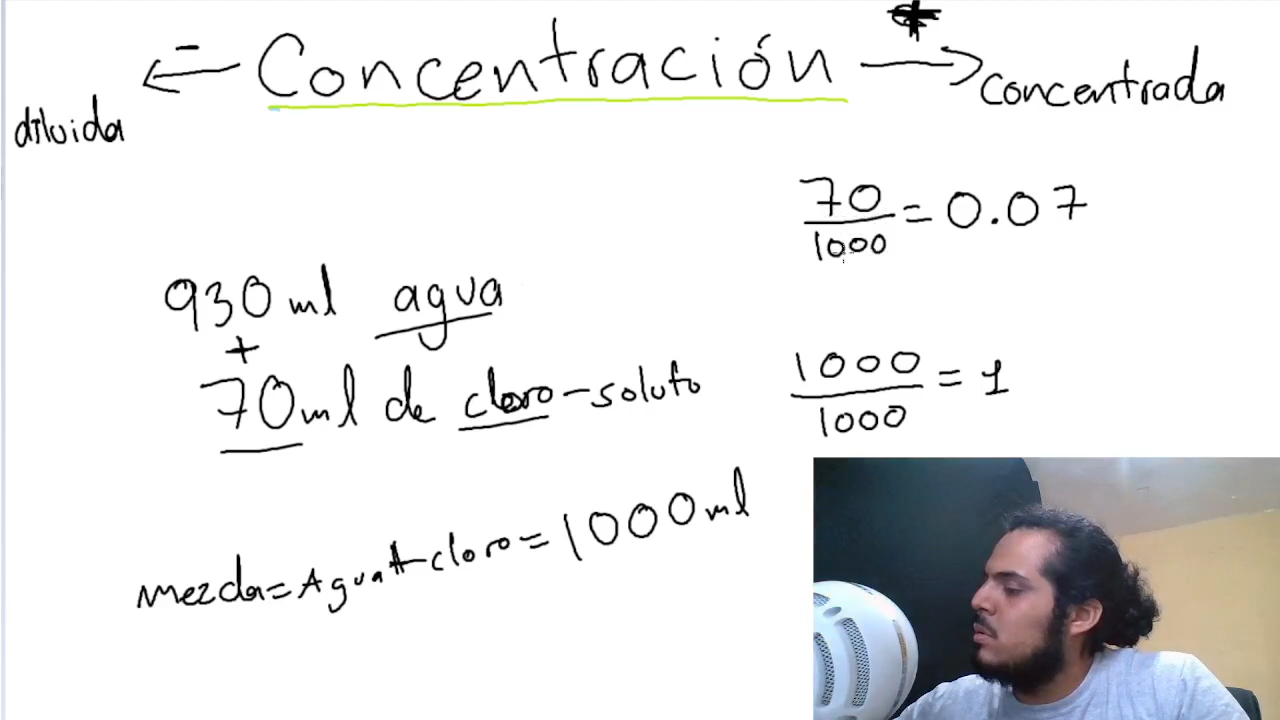 ← - Concentración + →
diluida
concentrada
70/1000 = 0.07
930 ml agua
+
70 ml de cloro - soluto
1000/1000 = 1
mezcla = Agua + cloro = 1000 ml